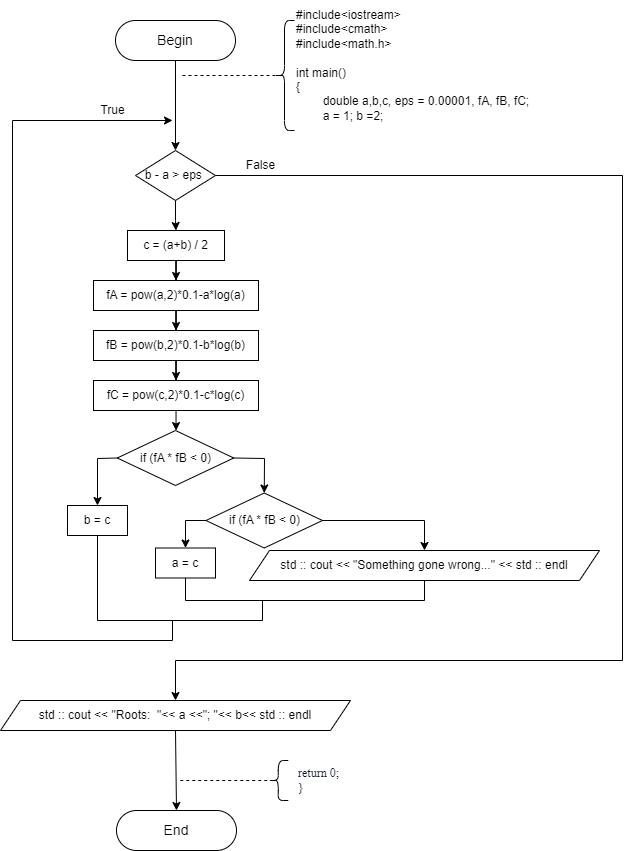 #include<iostream>
#include<cmath>
#include<math.h>
Begin
int main()
{
double a,b,c, eps = 0.00001, fA, fB, fC;
a = 1; b =2;
True
False
b - a > eps
c = (a+b) / 2
fA = pow(a,2)*0.1-a*log(a)
fB = pow(b,2)*0.1-b*log(b)
fC = pow(c,2)*0.1-c*log(c)
if (fA * fB < 0)
b = c
if (fA * fB < 0)
a = c
std :: cout << "Something gone wrong..." << std :: endl
std :: cout << "Roots:  "<< a <<"; "<< b<< std :: endl
return 0;
}
End